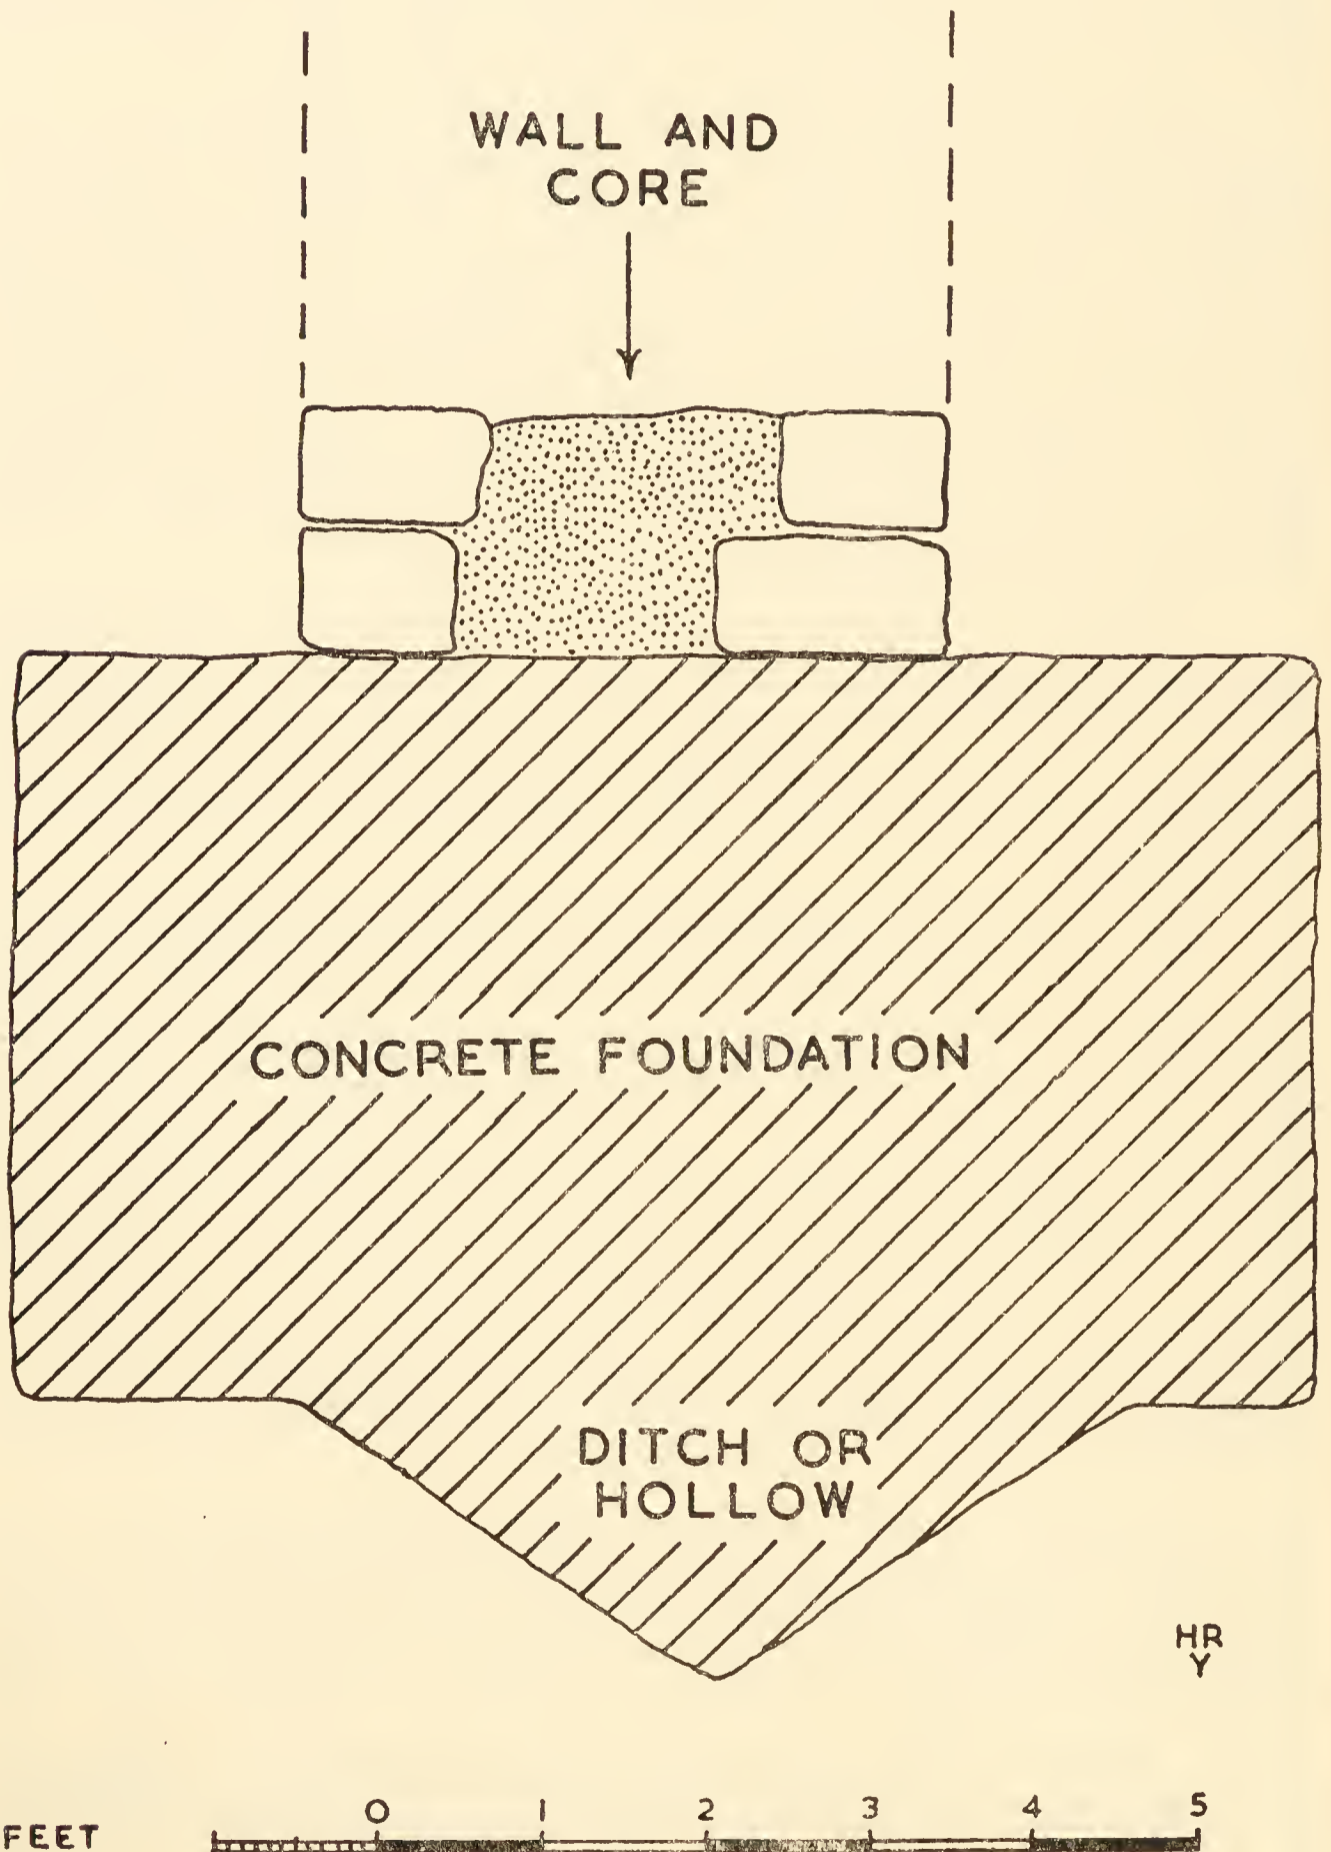 WALL AND
CORE
CONCRETE FOUNDATION
DITCH OR
HOLLOW
HR
Y
0 1 2 3 4 5
FEET